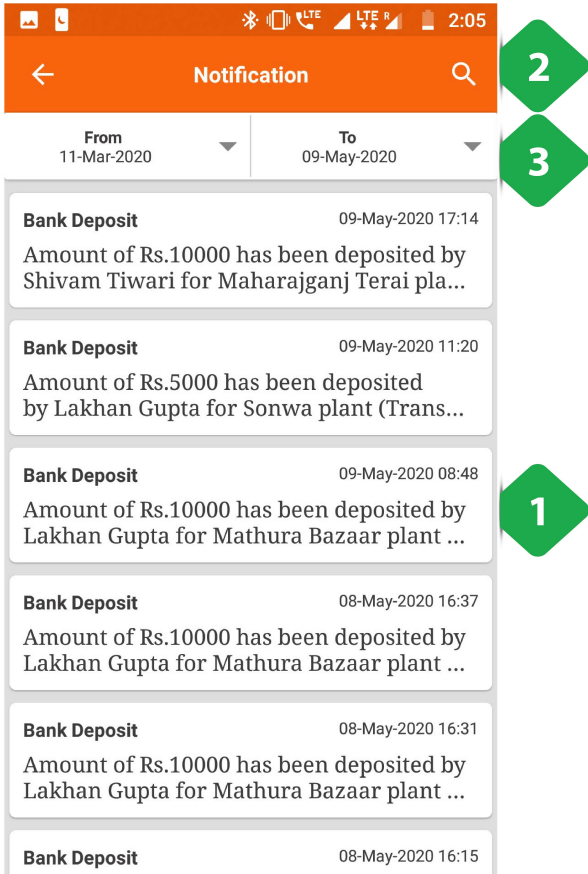 LTE LTE R 2:05
Notification
2
From To
11-Mar-2020 09-May-2020
3
Bank Deposit 09-May-2020 17:14
Amount of Rs.10000 has been deposited by
Shivam Tiwari for Maharajganj Terai pla...
Bank Deposit 09-May-2020 11:20
Amount of Rs.5000 has been deposited
by Lakhan Gupta for Sonwa plant (Trans...
Bank Deposit 09-May-2020 08:48
Amount of Rs.10000 has been deposited by
Lakhan Gupta for Mathura Bazaar plant ...
1
Bank Deposit 08-May-2020 16:37
Amount of Rs.10000 has been deposited by
Lakhan Gupta for Mathura Bazaar plant ...
Bank Deposit 08-May-2020 16:31
Amount of Rs.10000 has been deposited by
Lakhan Gupta for Mathura Bazaar plant ...
Bank Deposit 08-May-2020 16:15